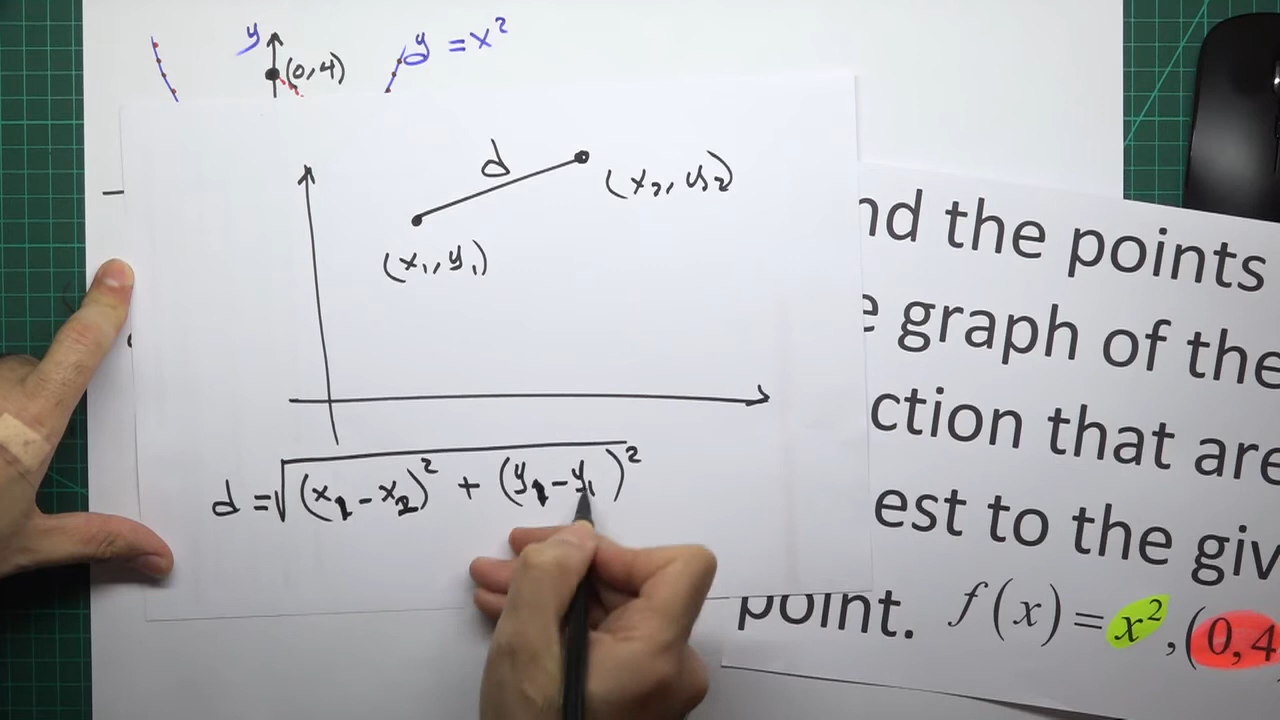 y
y = x²
(0,4)
d
(x₂, y₂)
(x₁, y₁)
d = √(x₁ - x₂)² + (y₁ - y₁)²
nd the points
e graph of the
ction that are
est to the giv
point. f(x) = x², (0, 4